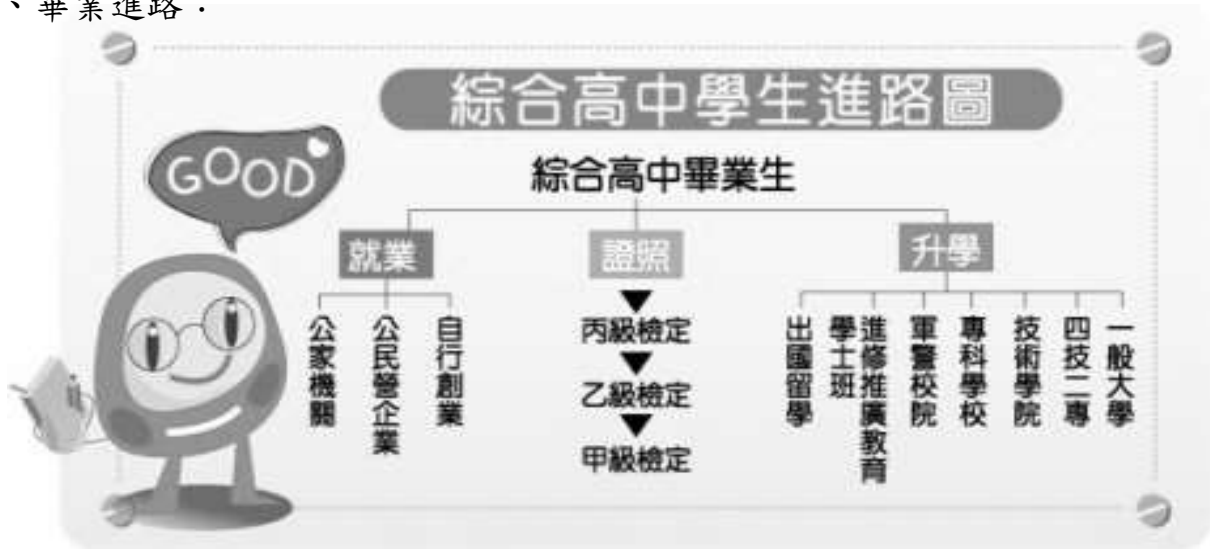 、畢業進路：
綜合高中學生進路圖
GOOD
綜合高中畢業生
就業
證照
升學
公家機關
公民營企業
自行創業
丙級檢定
乙級檢定
甲級檢定
出國留學
進修推廣教育
學士班
軍警校院
專科學校
技術學院
四技二專
一般大學